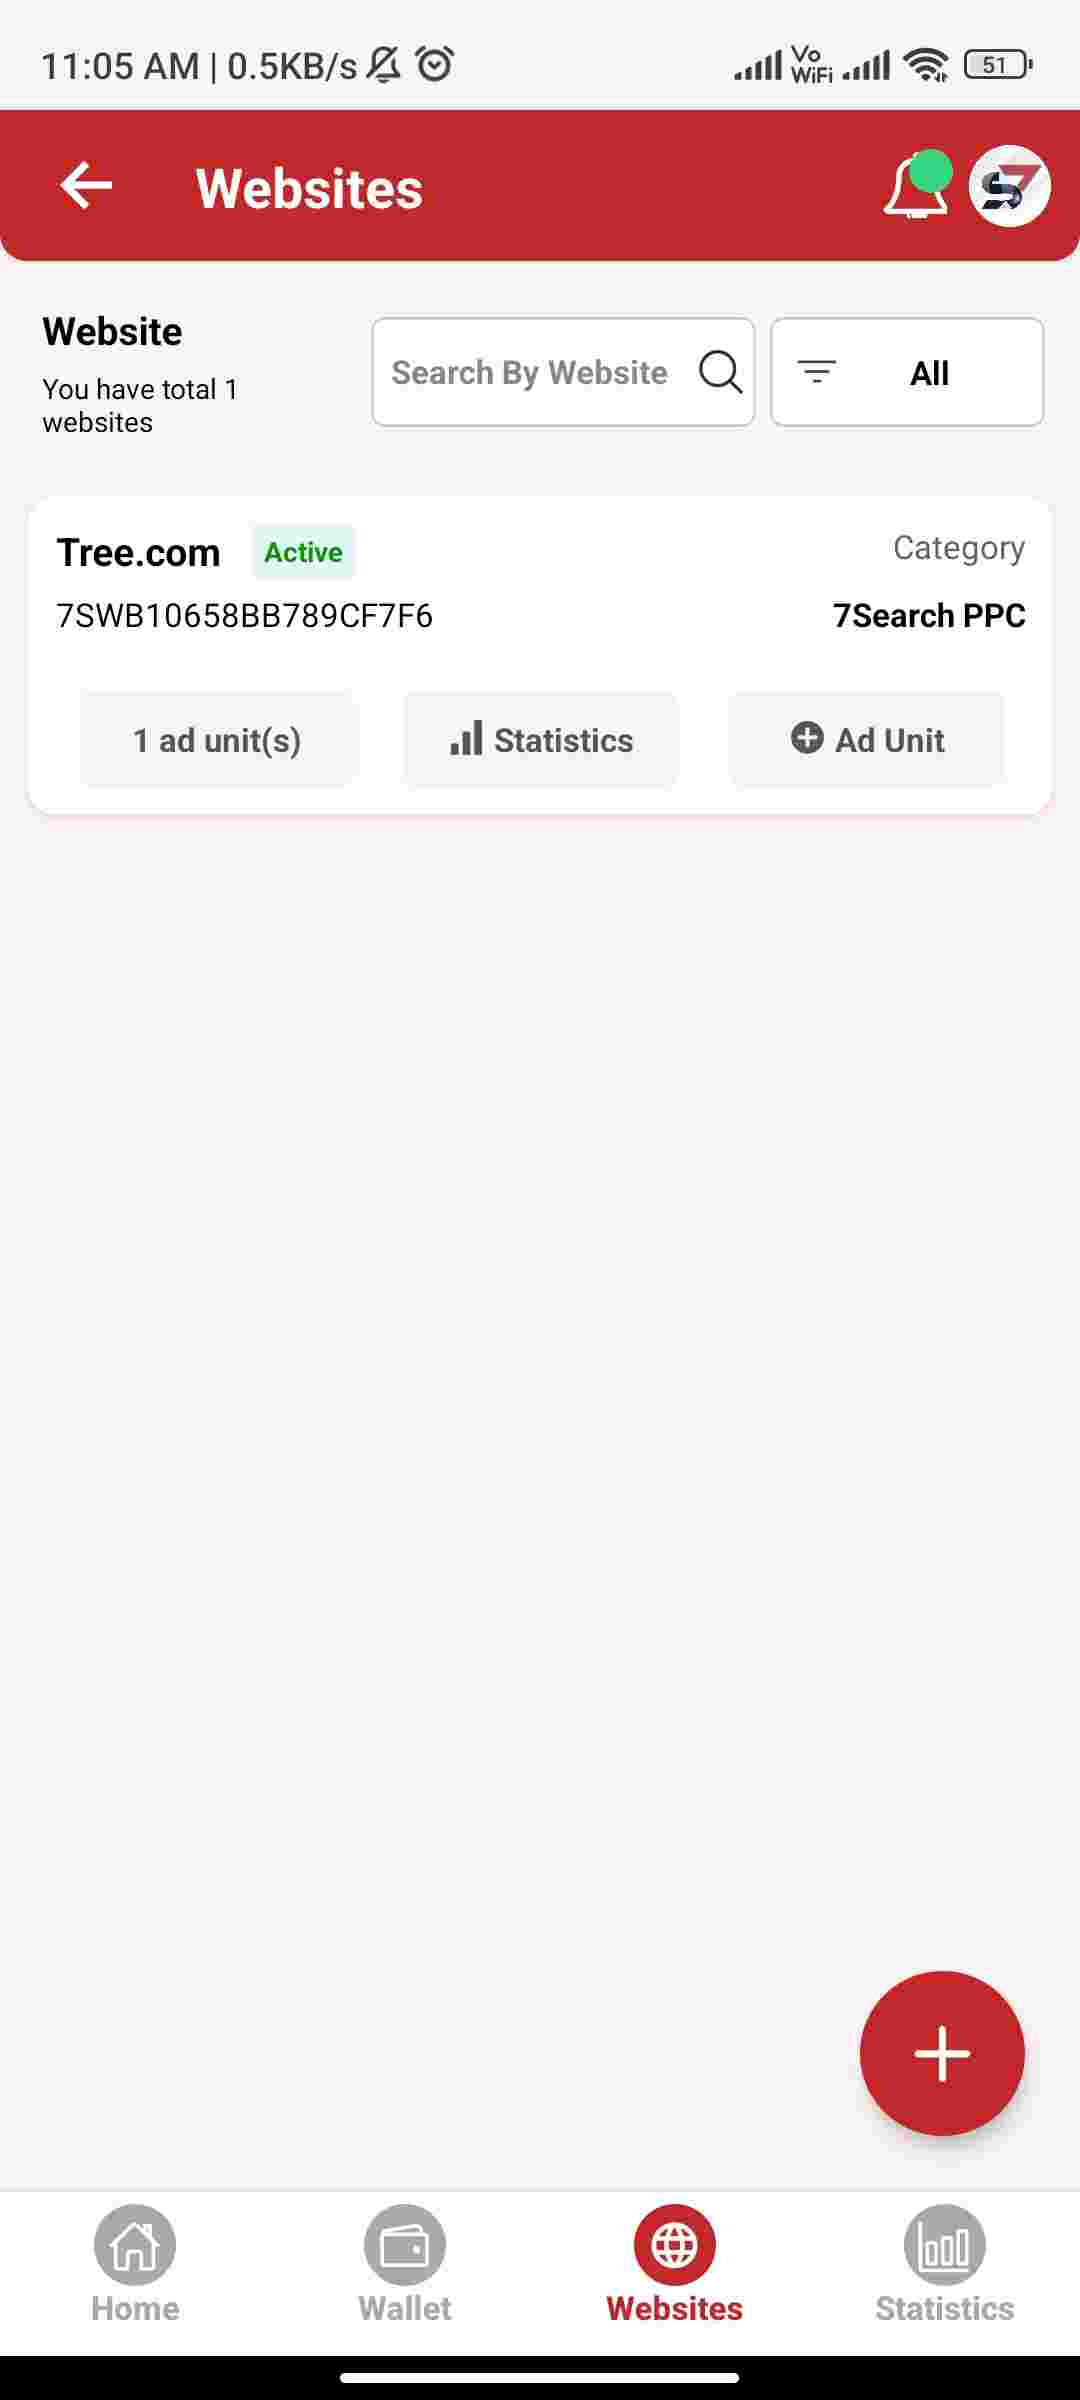 11:05 AM | 0.5KB/s
Vo
WiFi
51
Websites
Website
You have total 1
websites
Search By Website
All
Tree.com
Active
Category
7SWB10658BB789CF7F6
7Search PPC
1 ad unit(s)
Statistics
Ad Unit
Home
Wallet
Websites
Statistics